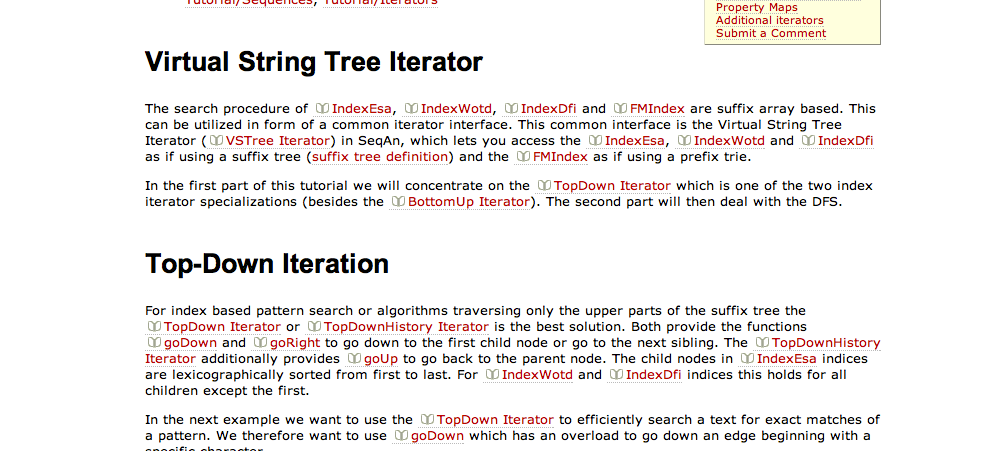 Tutorial/Sequences, Tutorial/Iterators
Property Maps
Additional iterators
Submit a Comment
Virtual String Tree Iterator
The search procedure of IndexEsa, IndexWotd, IndexDfi and FMIndex are suffix array based. This
can be utilized in form of a common iterator interface. This common interface is the Virtual String Tree
Iterator (VSTree Iterator) in SeqAn, which lets you access the IndexEsa, IndexWotd and IndexDfi
as if using a suffix tree (suffix tree definition) and the FMIndex as if using a prefix trie.
In the first part of this tutorial we will concentrate on the TopDown Iterator which is one of the two index
iterator specializations (besides the BottomUp Iterator). The second part will then deal with the DFS.
Top-Down Iteration
For index based pattern search or algorithms traversing only the upper parts of the suffix tree the
TopDown Iterator or TopDownHistory Iterator is the best solution. Both provide the functions
goDown and goRight to go down to the first child node or go to the next sibling. The TopDownHistory
Iterator additionally provides goUp to go back to the parent node. The child nodes in IndexEsa indices
are lexicographically sorted from first to last. For IndexWotd and IndexDfi indices this holds for all
children except the first.
In the next example we want to use the TopDown Iterator to efficiently search a text for exact matches of
a pattern. We therefore want to use goDown which has an overload to go down an edge beginning with a
specific character.